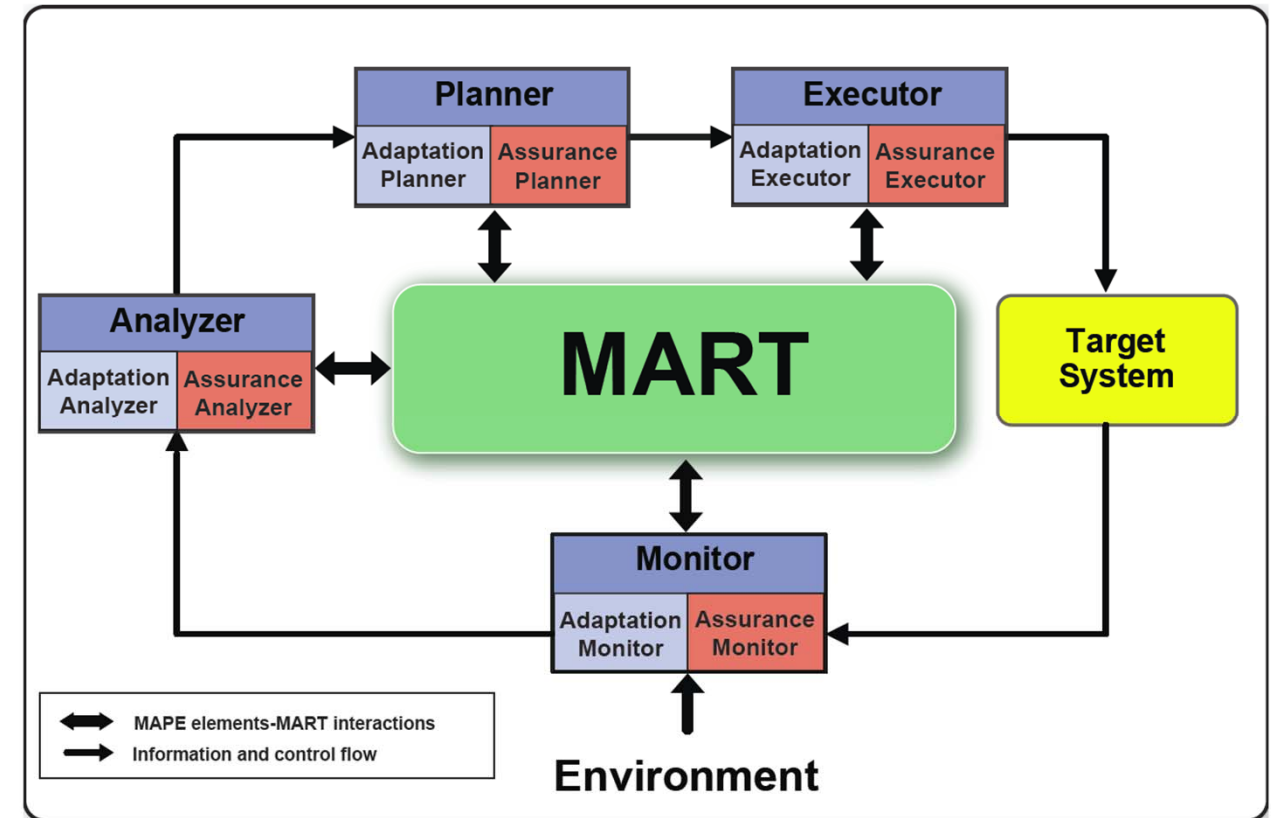 Planner
Adaptation
Planner
Assurance
Planner
Executor
Adaptation
Executor
Assurance
Executor
Analyzer
Adaptation
Analyzer
Assurance
Analyzer
MART
Target
System
Monitor
Adaptation
Monitor
Assurance
Monitor
MAPE elements-MART interactions
Information and control flow
Environment